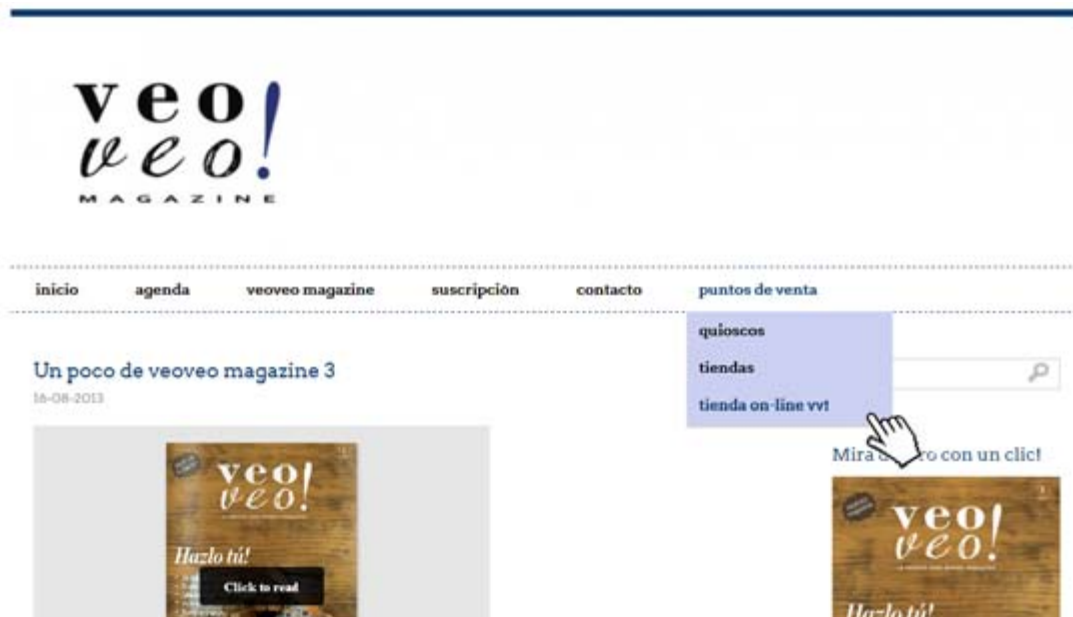 veo
veo!
MAGAZINE
inicio agenda veoveo magazine suscripción contacto puntos de venta
quioscos
tiendas
tienda on-line vvt
Un poco de veoveo magazine 3
16-08-2013
veo!
veo!
Hazlo tú!
Click to read
Mira con un clic!
veo!
veo!
Hazlo tú!